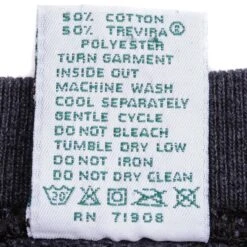 50% COTTON
50% TREVIRA®
POLYESTER
TURN GARMENT
INSIDE OUT
MACHINE WASH
COOL SEPARATELY
GENTLE CYCLE
DO NOT BLEACH
TUMBLE DRY LOW
DO NOT IRON
DO NOT DRY CLEAN
RN 71908